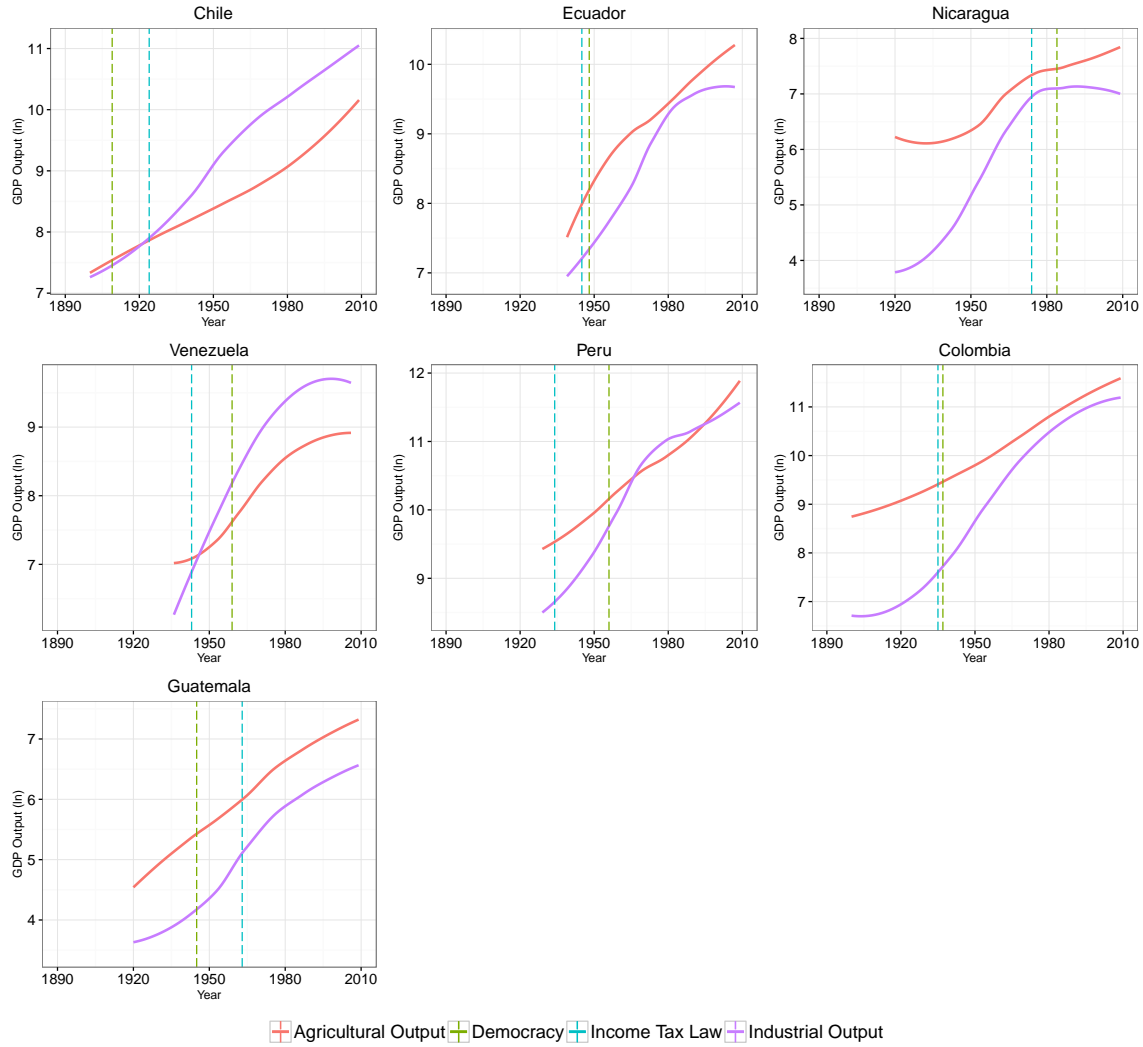 Chile
GDP Output (ln)
11
10
9
8
7
1890 1920 1950 1980 2010
Year
Ecuador
GDP Output (ln)
10
9
8
7
1890 1920 1950 1980 2010
Year
Nicaragua
GDP Output (ln)
8
7
6
5
4
1890 1920 1950 1980 2010
Year
Venezuela
GDP Output (ln)
9
8
7
1890 1920 1950 1980 2010
Year
Peru
GDP Output (ln)
12
11
10
9
1890 1920 1950 1980 2010
Year
Colombia
GDP Output (ln)
11
10
9
8
7
1890 1920 1950 1980 2010
Year
Guatemala
GDP Output (ln)
7
6
5
4
1890 1920 1950 1980 2010
Year
Agricultural Output Democracy Income Tax Law Industrial Output